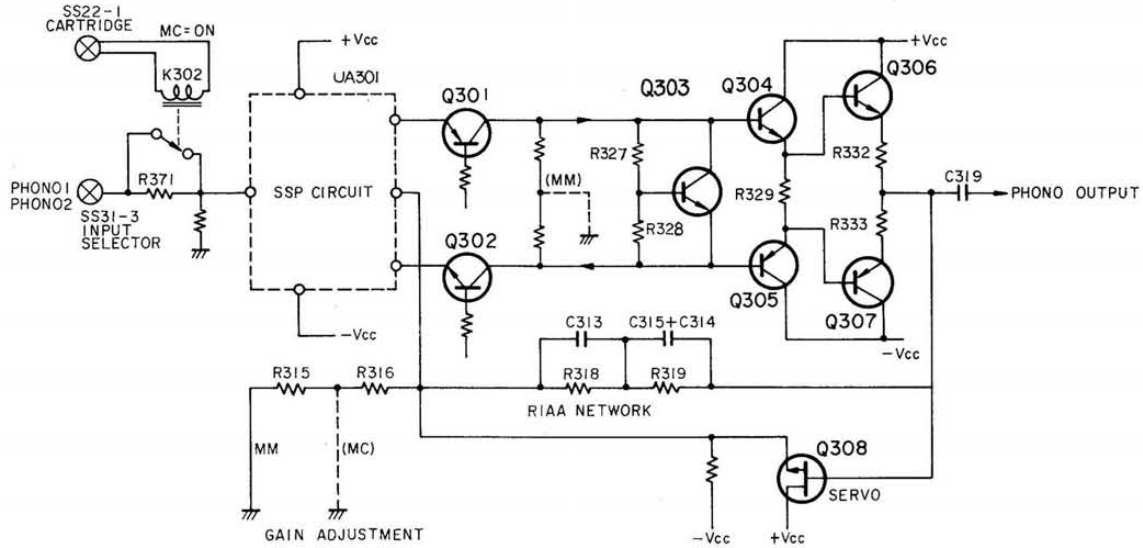 SS22-1
CARTRIDGE
MC=ON
K302
+Vcc
UA301
Q301
Q303
Q304
+Vcc
Q306
R327
(MM)
R332
R371
PHONO1
PHONO2
SS31-3
INPUT
SELECTOR
SSP CIRCUIT
R329
C319
PHONO OUTPUT
R328
R333
Q302
Q305
Q307
-Vcc
-Vcc
C313
C315+C314
R315
R316
R318
R319
RIAA NETWORK
MM
(MC)
Q308
SERVO
GAIN ADJUSTMENT
-Vcc
+Vcc